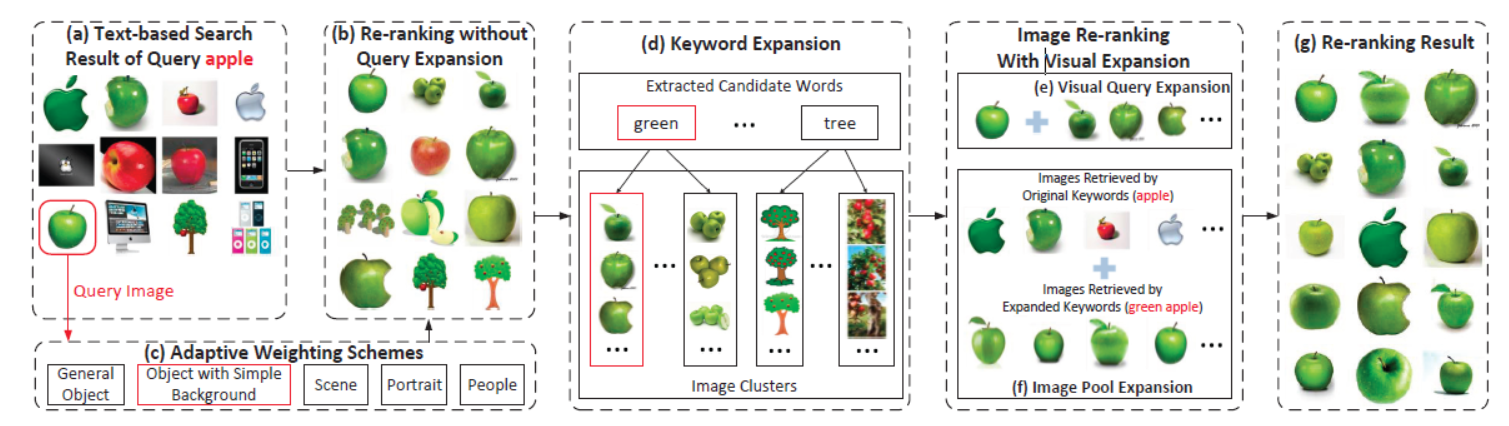 (a) Text-based Search
Result of Query apple
Query Image
(b) Re-ranking without
Query Expansion
(c) Adaptive Weighting Schemes
General
Object
Object with Simple
Background
Scene
Portrait
People
(d) Keyword Expansion
Extracted Candidate Words
green
...
tree
...
...
...
...
...
...
Image Clusters
Image Re-ranking
With Visual Expansion
(e) Visual Query Expansion
...
Images Retrieved by
Original Keywords (apple)
...
Images Retrieved by
Expanded Keywords (green apple)
...
(f) Image Pool Expansion
(g) Re-ranking Result